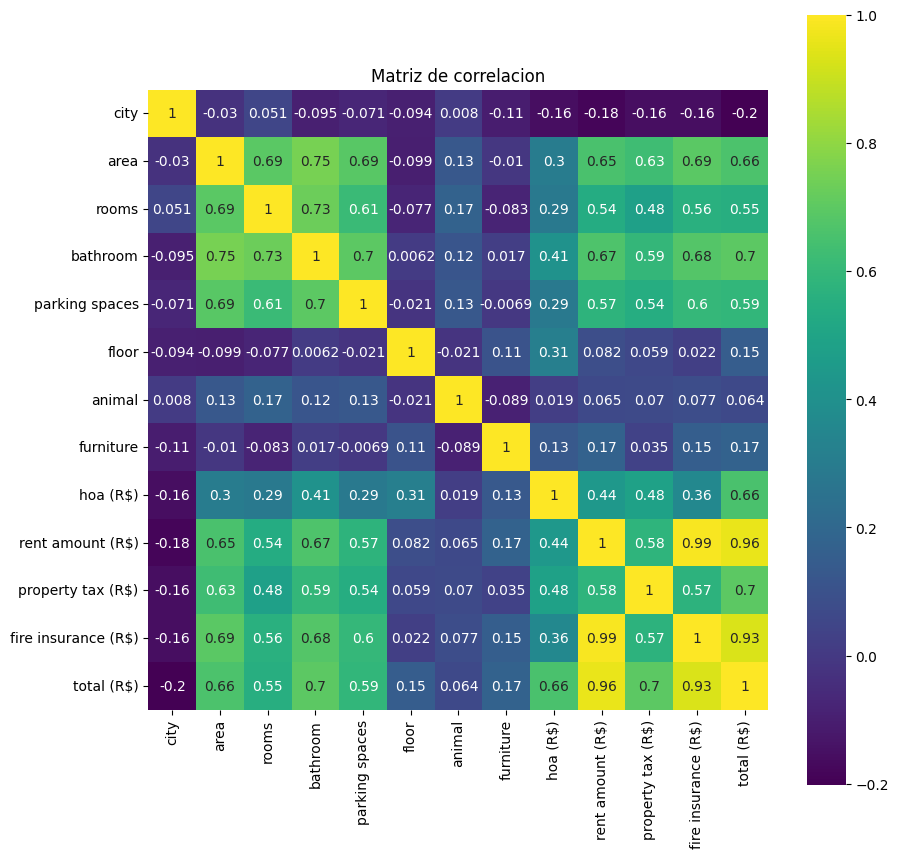 Matriz de correlacion
city 1 -0.03 0.051 -0.095 -0.071 -0.094 0.008 -0.11 -0.16 -0.18 -0.16 -0.16 -0.2
area -0.03 1 0.69 0.75 0.69 -0.099 0.13 -0.01 0.3 0.65 0.63 0.69 0.66
rooms 0.051 0.69 1 0.73 0.61 -0.077 0.17 -0.083 0.29 0.54 0.48 0.56 0.55
bathroom -0.095 0.75 0.73 1 0.7 0.0062 0.12 0.017 0.41 0.67 0.59 0.68 0.7
parking spaces -0.071 0.69 0.61 0.7 1 -0.021 0.13 -0.0069 0.29 0.57 0.54 0.6 0.59
floor -0.094 -0.099 -0.077 0.0062 -0.021 1 -0.021 0.11 0.31 0.082 0.059 0.022 0.15
animal 0.008 0.13 0.17 0.12 0.13 -0.021 1 -0.089 0.019 0.065 0.07 0.077 0.064
furniture -0.11 -0.01 -0.083 0.017 -0.0069 0.11 -0.089 1 0.13 0.17 0.035 0.15 0.17
hoa (R$) -0.16 0.3 0.29 0.41 0.29 0.31 0.019 0.13 1 0.44 0.48 0.36 0.66
rent amount (R$) -0.18 0.65 0.54 0.67 0.57 0.082 0.065 0.17 0.44 1 0.58 0.99 0.96
property tax (R$) -0.16 0.63 0.48 0.59 0.54 0.059 0.07 0.035 0.48 0.58 1 0.57 0.7
fire insurance (R$) -0.16 0.69 0.56 0.68 0.6 0.022 0.077 0.15 0.36 0.99 0.57 1 0.93
total (R$) -0.2 0.66 0.55 0.7 0.59 0.15 0.064 0.17 0.66 0.96 0.7 0.93 1
city
area
rooms
bathroom
parking spaces
floor
animal
furniture
hoa (R$)
rent amount (R$)
property tax (R$)
fire insurance (R$)
total (R$)
1.0
0.8
0.6
0.4
0.2
0.0
−0.2